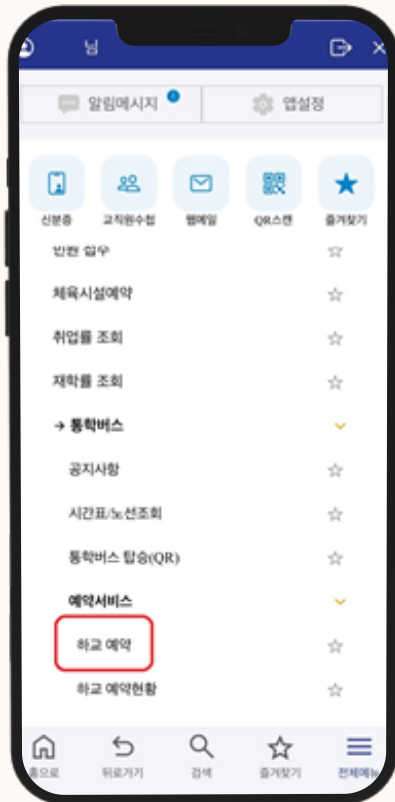 님
알림메시지
앱설정
신분증 교직원수첩 웹메일 QR스캔 즐겨찾기
민원 접수
체육시설예약
취업률 조회
재학률 조회
→ 통학버스
공지사항
시간표/노선조회
통학버스 탑승(QR)
예약서비스
하교 예약
하교 예약현황
홈으로 뒤로가기 검색 즐겨찾기 전체메뉴